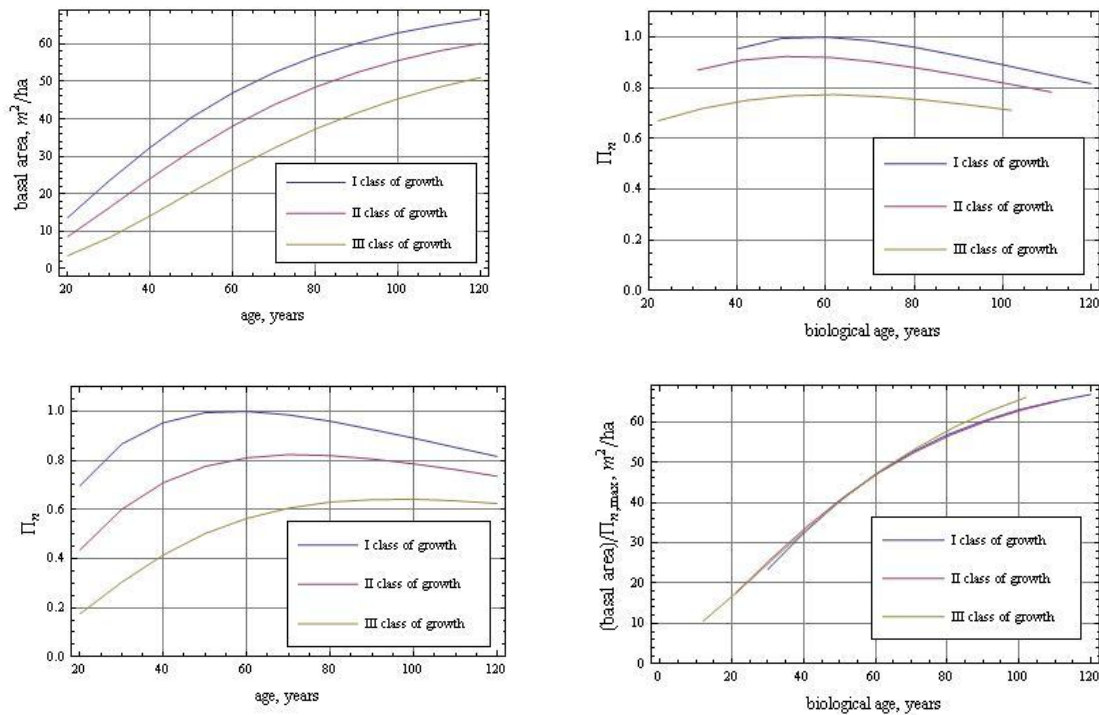 basal area, m²/ha
60
50
40
30
20
10
0
I class of growth
II class of growth
III class of growth
20 40 60 80 100 120
age, years
Πn
1.0
0.8
0.6
0.4
0.2
0.0
I class of growth
II class of growth
III class of growth
20 40 60 80 100 120
biological age, years
Πn
1.0
0.8
0.6
0.4
0.2
0.0
I class of growth
II class of growth
III class of growth
20 40 60 80 100 120
age, years
(basal area)/Πn,max, m²/ha
60
50
40
30
20
10
0
I class of growth
II class of growth
III class of growth
0 20 40 60 80 100 120
biological age, years